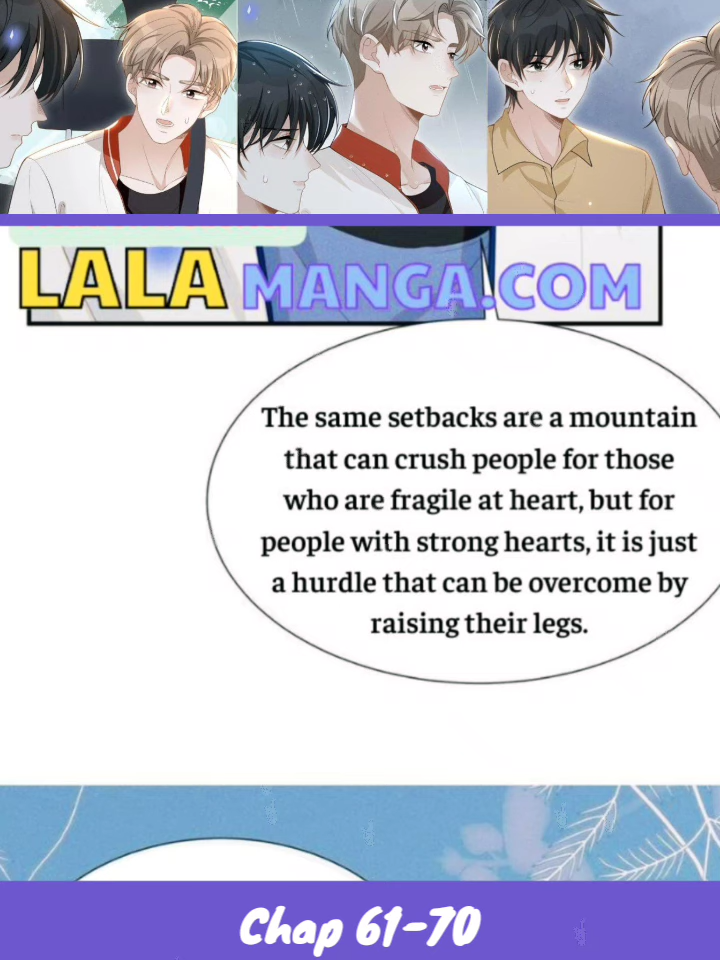 LALA MANGA.COM
The same setbacks are a mountain
that can crush people for those
who are fragile at heart, but for
people with strong hearts, it is just
a hurdle that can be overcome by
raising their legs.
Chap 61-70